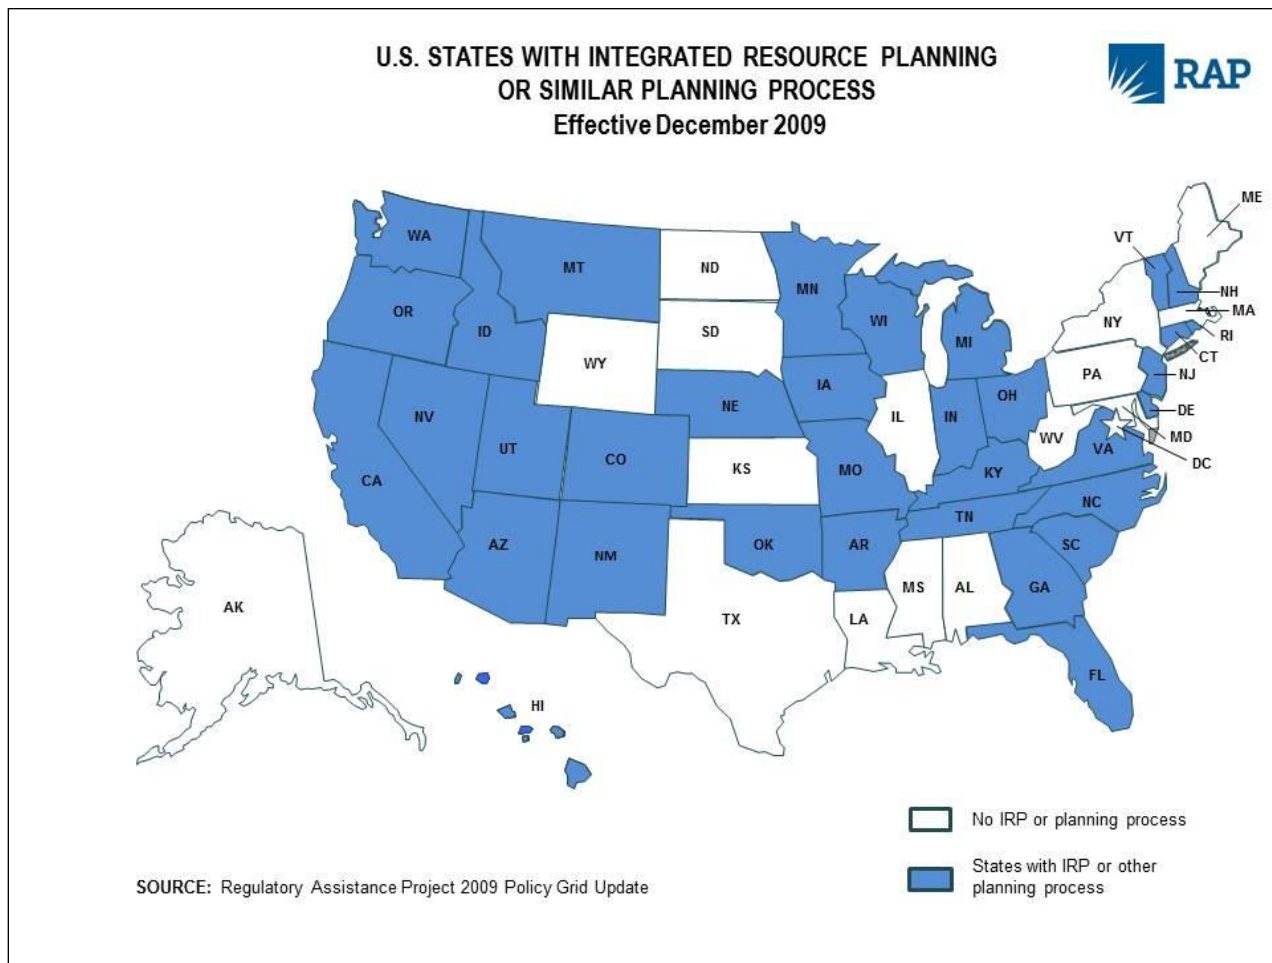 U.S. STATES WITH INTEGRATED RESOURCE PLANNING
OR SIMILAR PLANNING PROCESS
Effective December 2009
RAP
ME
WA
VT
MT
ND
MN
NH
OR
MA
ID
WI
NY
SD
RI
MI
CT
WY
PA
NJ
IA
NE
OH
DE
NV
IL
IN
MD
WV
VA
UT
CO
DC
KS
MO
KY
CA
NC
TN
AZ
OK
AR
SC
NM
MS
AL
GA
AK
TX
LA
FL
HI
No IRP or planning process
States with IRP or other
planning process
SOURCE: Regulatory Assistance Project 2009 Policy Grid Update